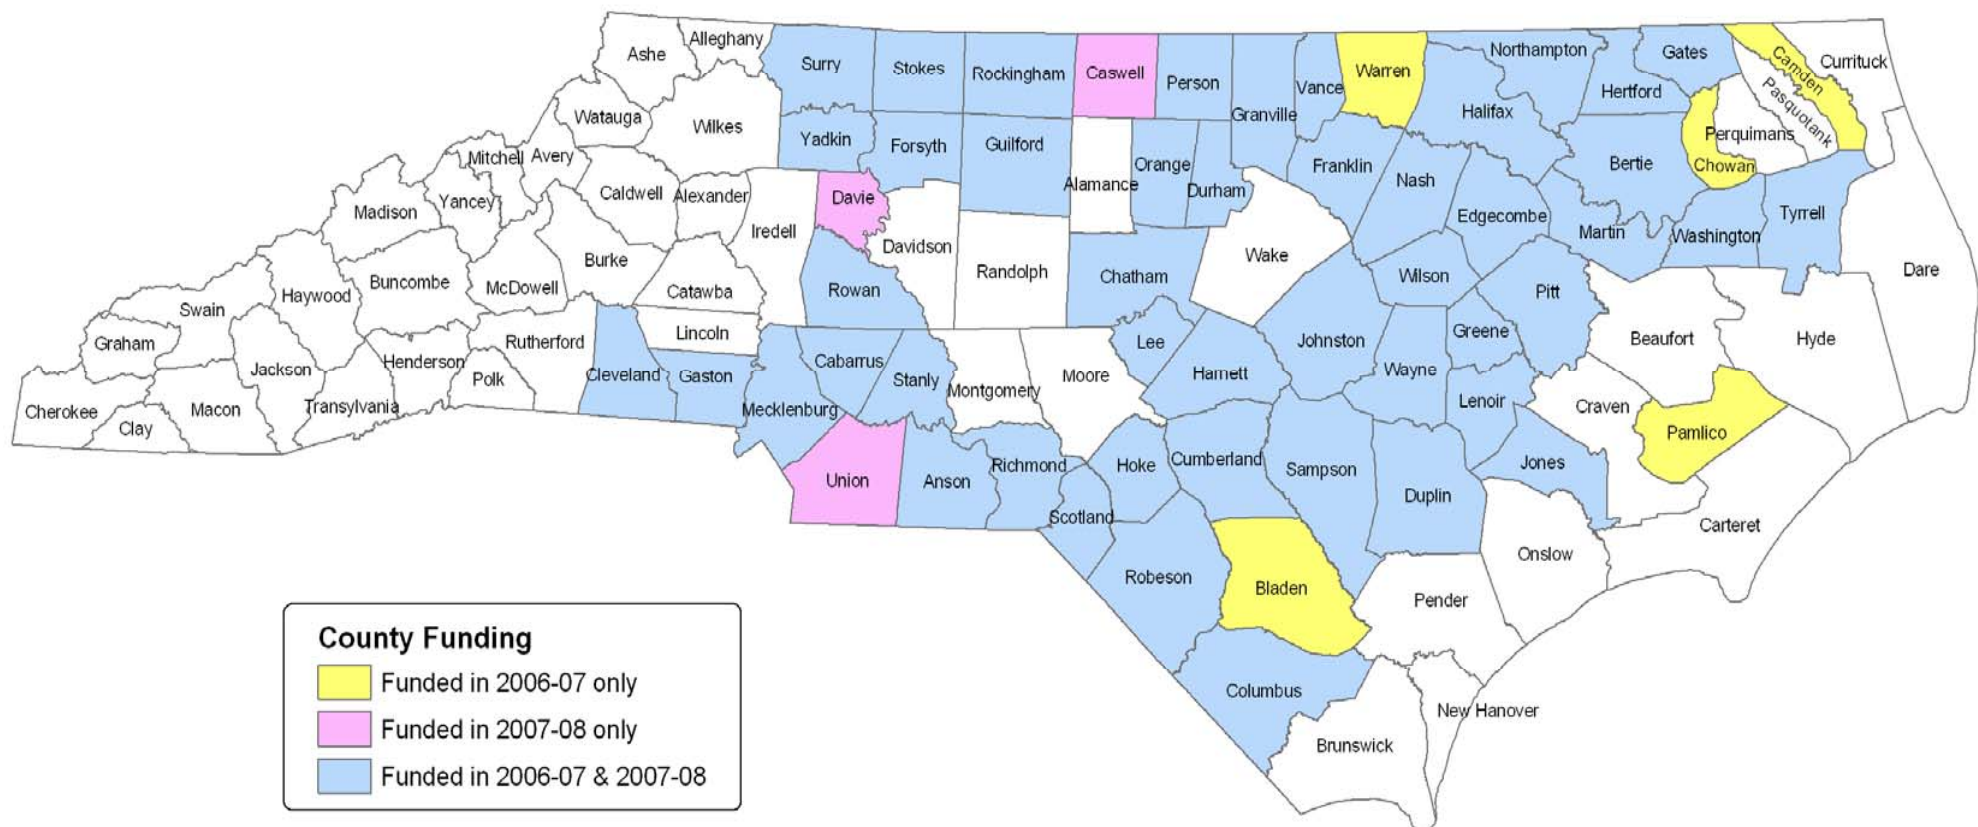 Ashe
Alleghany
Surry
Stokes
Rockingham
Caswell
Person
Granville
Vance
Warren
Northampton
Halifax
Hertford
Gates
Camden
Currituck
Pasquotank
Perquimans
Chowan
Watauga
Wilkes
Yadkin
Forsyth
Guilford
Alamance
Orange
Durham
Franklin
Nash
Edgecombe
Bertie
Martin
Washington
Tyrrell
Dare
Mitchell
Avery
Yancey
Madison
Caldwell
Alexander
Iredell
Davie
Davidson
Randolph
Chatham
Wake
Wilson
Pitt
Beaufort
Hyde
Swain
Haywood
Buncombe
McDowell
Burke
Catawba
Lincoln
Rowan
Graham
Jackson
Henderson
Rutherford
Polk
Cleveland
Gaston
Cabarrus
Stanly
Montgomery
Moore
Lee
Harnett
Johnston
Wayne
Greene
Lenoir
Craven
Pamlico
Cherokee
Clay
Macon
Transylvania
Mecklenburg
Union
Anson
Richmond
Scotland
Hoke
Cumberland
Sampson
Duplin
Jones
Onslow
Carteret
Robeson
Bladen
Pender
Columbus
New Hanover
Brunswick
County Funding
Funded in 2006-07 only
Funded in 2007-08 only
Funded in 2006-07 & 2007-08